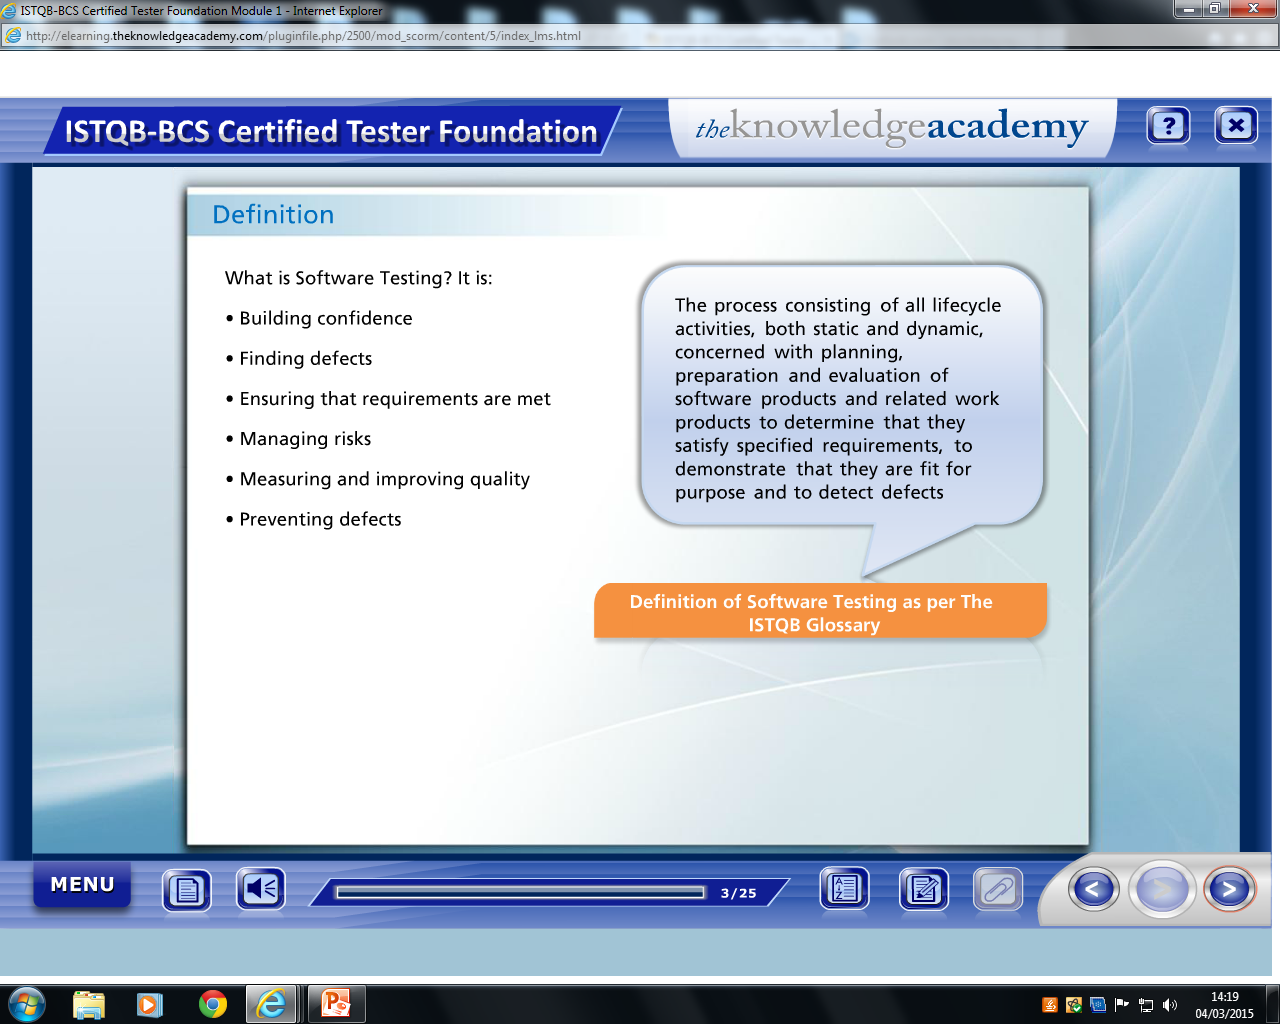 ISTQB-BCS Certified Tester Foundation Module 1 - Internet Explorer
http://elearning.theknowledgeacademy.com/pluginfile.php/2500/mod_scorm/content/5/index_lms.html
ISTQB-BCS Certified Tester Foundation
theknowledgeacademy
?
Definition
What is Software Testing? It is:
• Building confidence
• Finding defects
• Ensuring that requirements are met
• Managing risks
• Measuring and improving quality
• Preventing defects
The process consisting of all lifecycle
activities, both static and dynamic,
concerned with planning,
preparation and evaluation of
software products and related work
products to determine that they
satisfy specified requirements, to
demonstrate that they are fit for
purpose and to detect defects
Definition of Software Testing as per The
ISTQB Glossary
MENU
3/25
14:19
04/03/2015